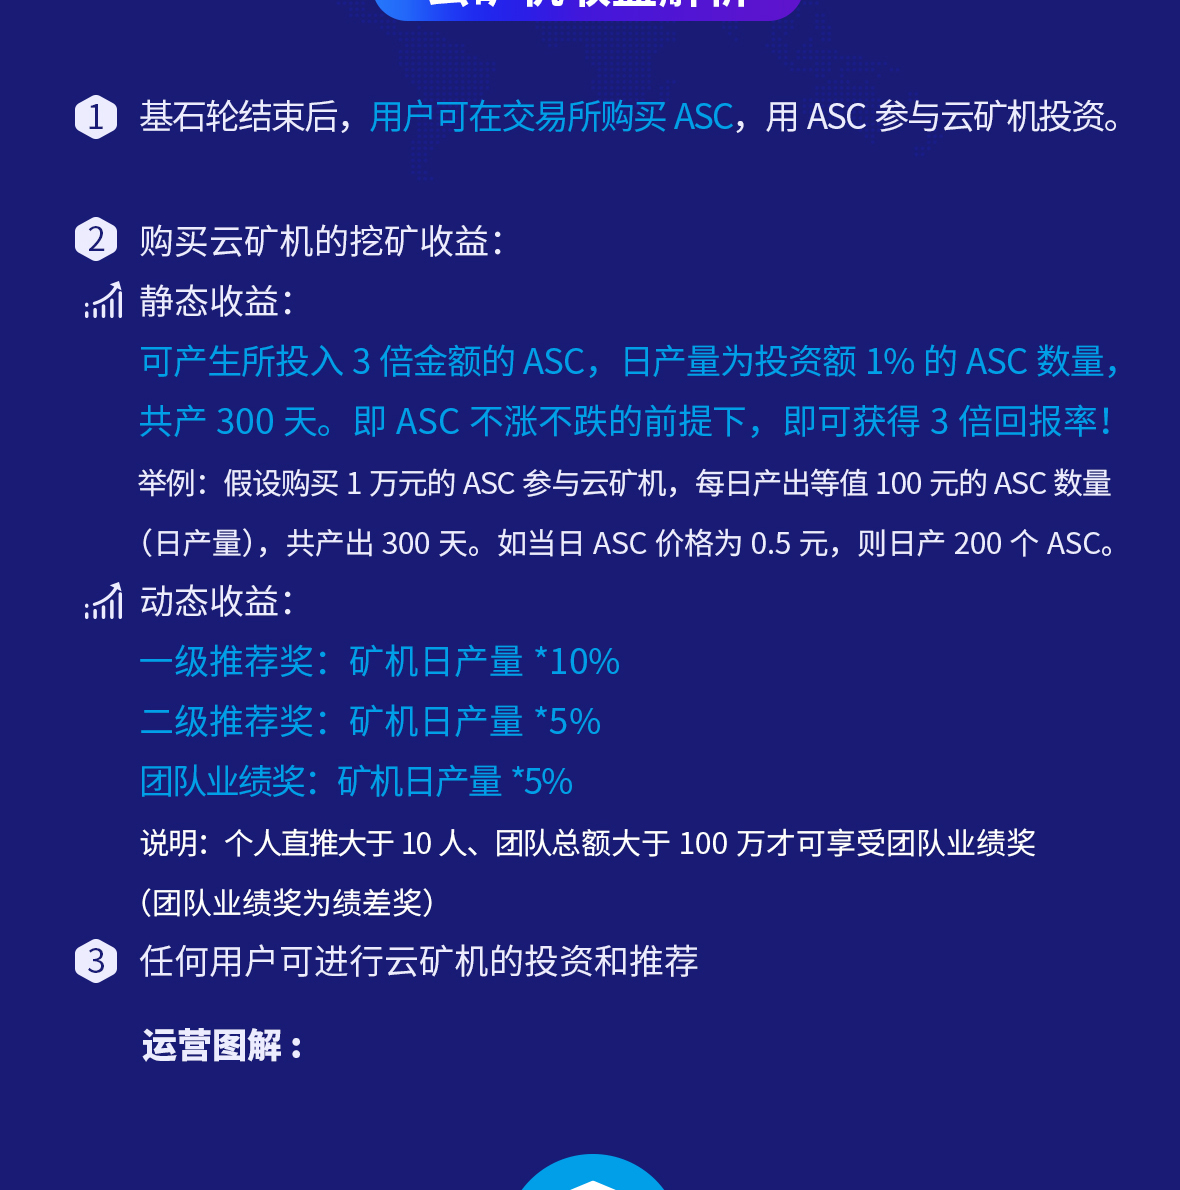 云矿机收益解析
1 基石轮结束后，用户可在交易所购买 ASC，用 ASC 参与云矿机投资。
2 购买云矿机的挖矿收益：
静态收益：
可产生所投入 3 倍金额的 ASC，日产量为投资额 1% 的 ASC 数量，
共产 300 天。即 ASC 不涨不跌的前提下，即可获得 3 倍回报率！
举例：假设购买 1 万元的 ASC 参与云矿机，每日产出等值 100 元的 ASC 数量
（日产量），共产出 300 天。如当日 ASC 价格为 0.5 元，则日产 200 个 ASC。
动态收益：
一级推荐奖：矿机日产量 *10%
二级推荐奖：矿机日产量 *5%
团队业绩奖：矿机日产量 *5%
说明：个人直推大于 10 人、团队总额大于 100 万才可享受团队业绩奖
（团队业绩奖为绩差奖）
3 任何用户可进行云矿机的投资和推荐
运营图解：